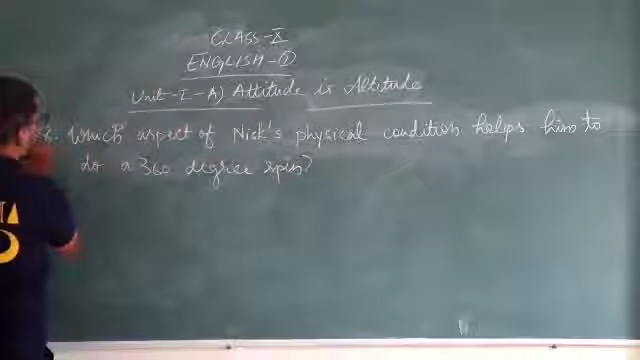 CLASS-X
ENGLISH-①
Unit-I-A) Attitude is Altitude
Which aspect of Nick's physical condition helps him to
do a 360 degree spin?